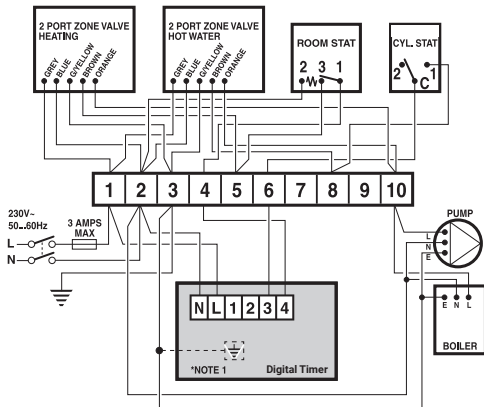 2 PORT ZONE VALVE
HEATING
GREY
BLUE
G/YELLOW
BROWN
ORANGE
2 PORT ZONE VALVE
HOT WATER
GREY
BLUE
G/YELLOW
BROWN
ORANGE
ROOM STAT
2 3 1
CYL. STAT
2 1
C
1 2 3 4 5 6 7 8 9 10
230V~
50...60Hz
3 AMPS
MAX
L
N
PUMP
L
N
E
E N L
BOILER
N L 1 2 3 4
*NOTE 1
Digital Timer